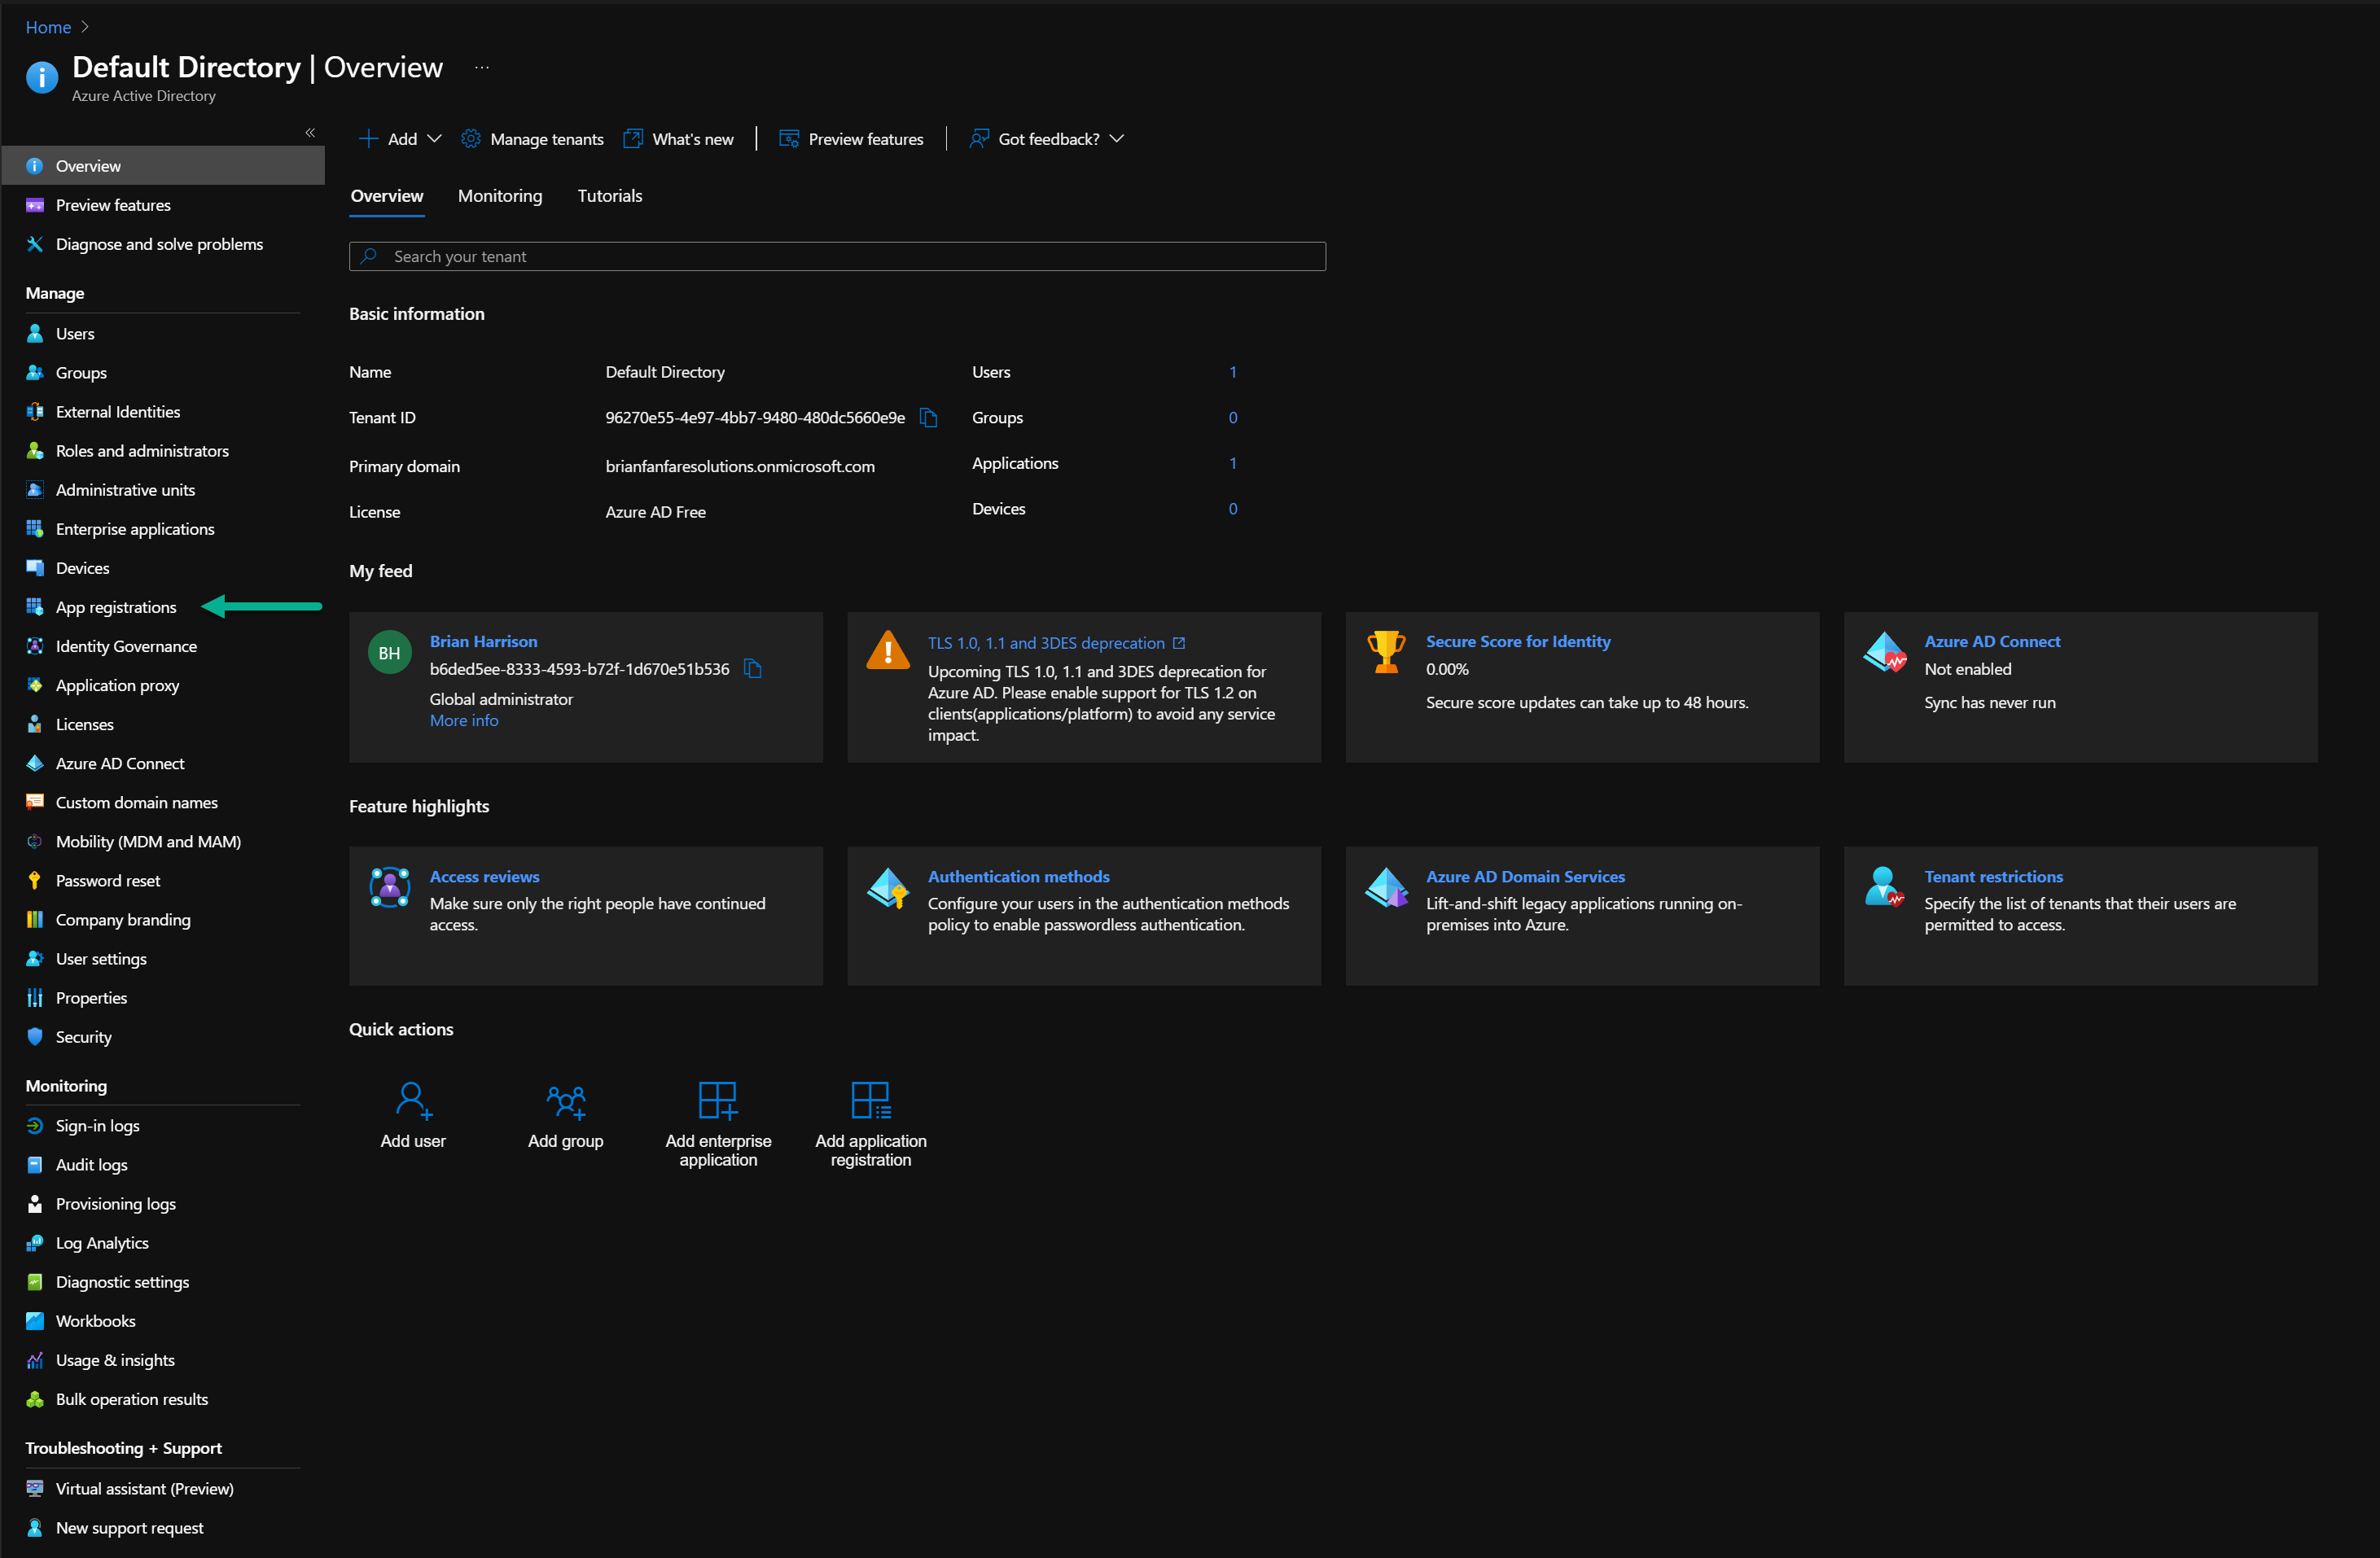 Home
Default Directory | Overview ...
Azure Active Directory
«
Overview
Preview features
Diagnose and solve problems
Manage
Users
Groups
External Identities
Roles and administrators
Administrative units
Enterprise applications
Devices
App registrations
Identity Governance
Application proxy
Licenses
Azure AD Connect
Custom domain names
Mobility (MDM and MAM)
Password reset
Company branding
User settings
Properties
Security
Monitoring
Sign-in logs
Audit logs
Provisioning logs
Log Analytics
Diagnostic settings
Workbooks
Usage & insights
Bulk operation results
Troubleshooting + Support
Virtual assistant (Preview)
New support request
Add Manage tenants What's new Preview features Got feedback?
Overview Monitoring Tutorials
Search your tenant
Basic information
Name Default Directory Users 1
Tenant ID 96270e55-4e97-4bb7-9480-480dc5660e9e Groups 0
Primary domain brianfanfaresolutions.onmicrosoft.com Applications 1
License Azure AD Free Devices 0
My feed
BH
Brian Harrison
b6ded5ee-8333-4593-b72f-1d670e51b536
Global administrator
More info
TLS 1.0, 1.1 and 3DES deprecation
Upcoming TLS 1.0, 1.1 and 3DES deprecation for
Azure AD. Please enable support for TLS 1.2 on
clients(applications/platform) to avoid any service
impact.
Secure Score for Identity
0.00%
Secure score updates can take up to 48 hours.
Azure AD Connect
Not enabled
Sync has never run
Feature highlights
Access reviews
Make sure only the right people have continued
access.
Authentication methods
Configure your users in the authentication methods
policy to enable passwordless authentication.
Azure AD Domain Services
Lift-and-shift legacy applications running on-
premises into Azure.
Tenant restrictions
Specify the list of tenants that their users are
permitted to access.
Quick actions
Add user
Add group
Add enterprise
application
Add application
registration